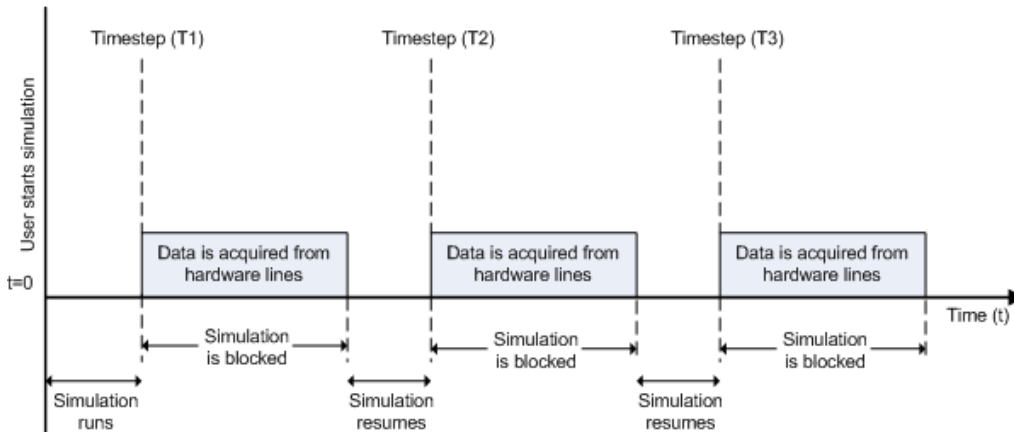 Timestep (T1)
Timestep (T2)
Timestep (T3)
User starts simulation
Data is acquired from
hardware lines
Data is acquired from
hardware lines
Data is acquired from
hardware lines
t=0
Time (t)
Simulation
is blocked
Simulation
is blocked
Simulation
is blocked
Simulation
runs
Simulation
resumes
Simulation
resumes